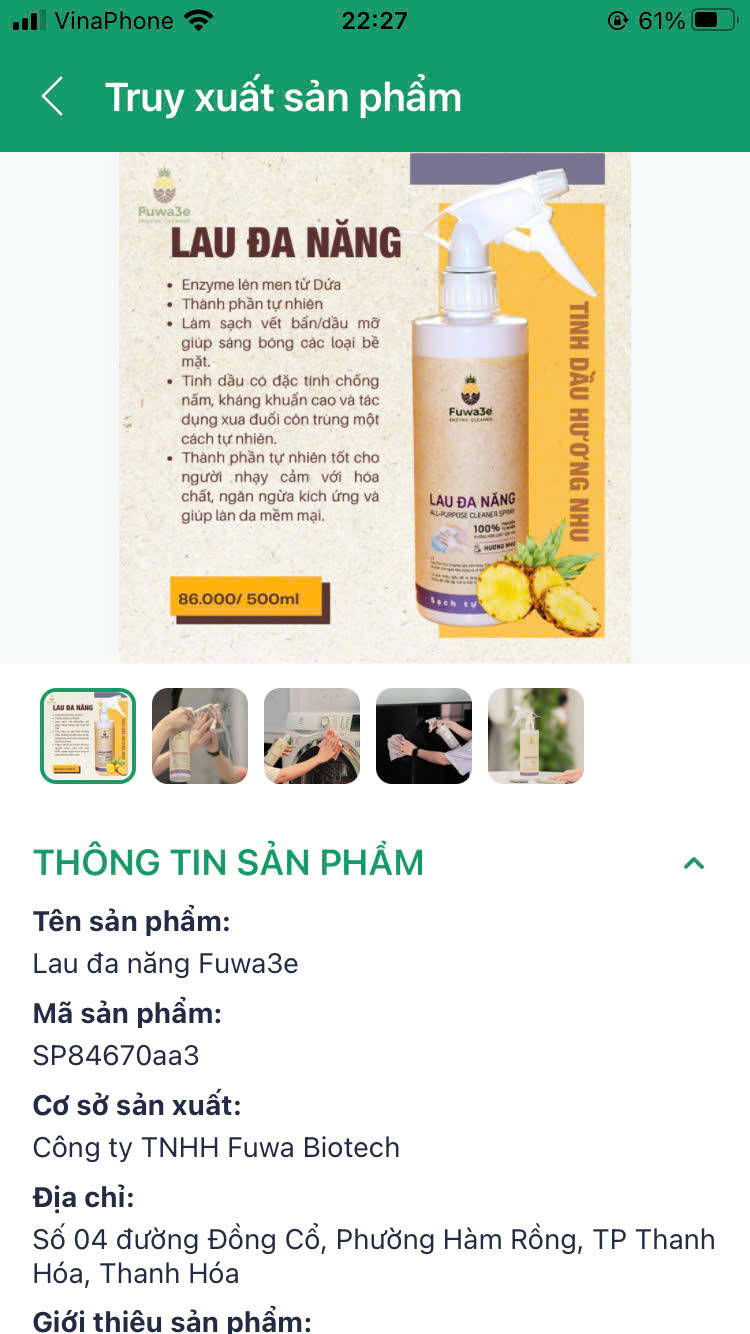 VinaPhone
22:27
61%
Truy xuất sản phẩm
Fuwa3e
ENZYME CLEANER
LAU ĐA NĂNG
• Enzyme lên men từ Dứa
• Thành phần tự nhiên
• Làm sạch vết bẩn/dầu mỡ
giúp sáng bóng các loại bề
mặt.
• Tinh dầu có đặc tính chống
nấm, kháng khuẩn cao và tác
dụng xua đuổi côn trùng một
cách tự nhiên.
• Thành phần tự nhiên tốt cho
người nhạy cảm với hóa
chất, ngăn ngừa kích ứng và
giúp làn da mềm mại.
86.000/ 500ml
TINH DẦU HƯƠNG NHU
Fuwa3e
ENZYME CLEANER
LAU ĐA NĂNG
ALL-PURPOSE CLEANER SPRAY
100%
HƯƠNG NHU
Sạch
LAU ĐA NĂNG
THÔNG TIN SẢN PHẨM
Tên sản phẩm:
Lau đa năng Fuwa3e
Mã sản phẩm:
SP84670aa3
Cơ sở sản xuất:
Công ty TNHH Fuwa Biotech
Địa chỉ:
Số 04 đường Đồng Cổ, Phường Hàm Rồng, TP Thanh
Hóa, Thanh Hóa
Giới thiệu sản phẩm: